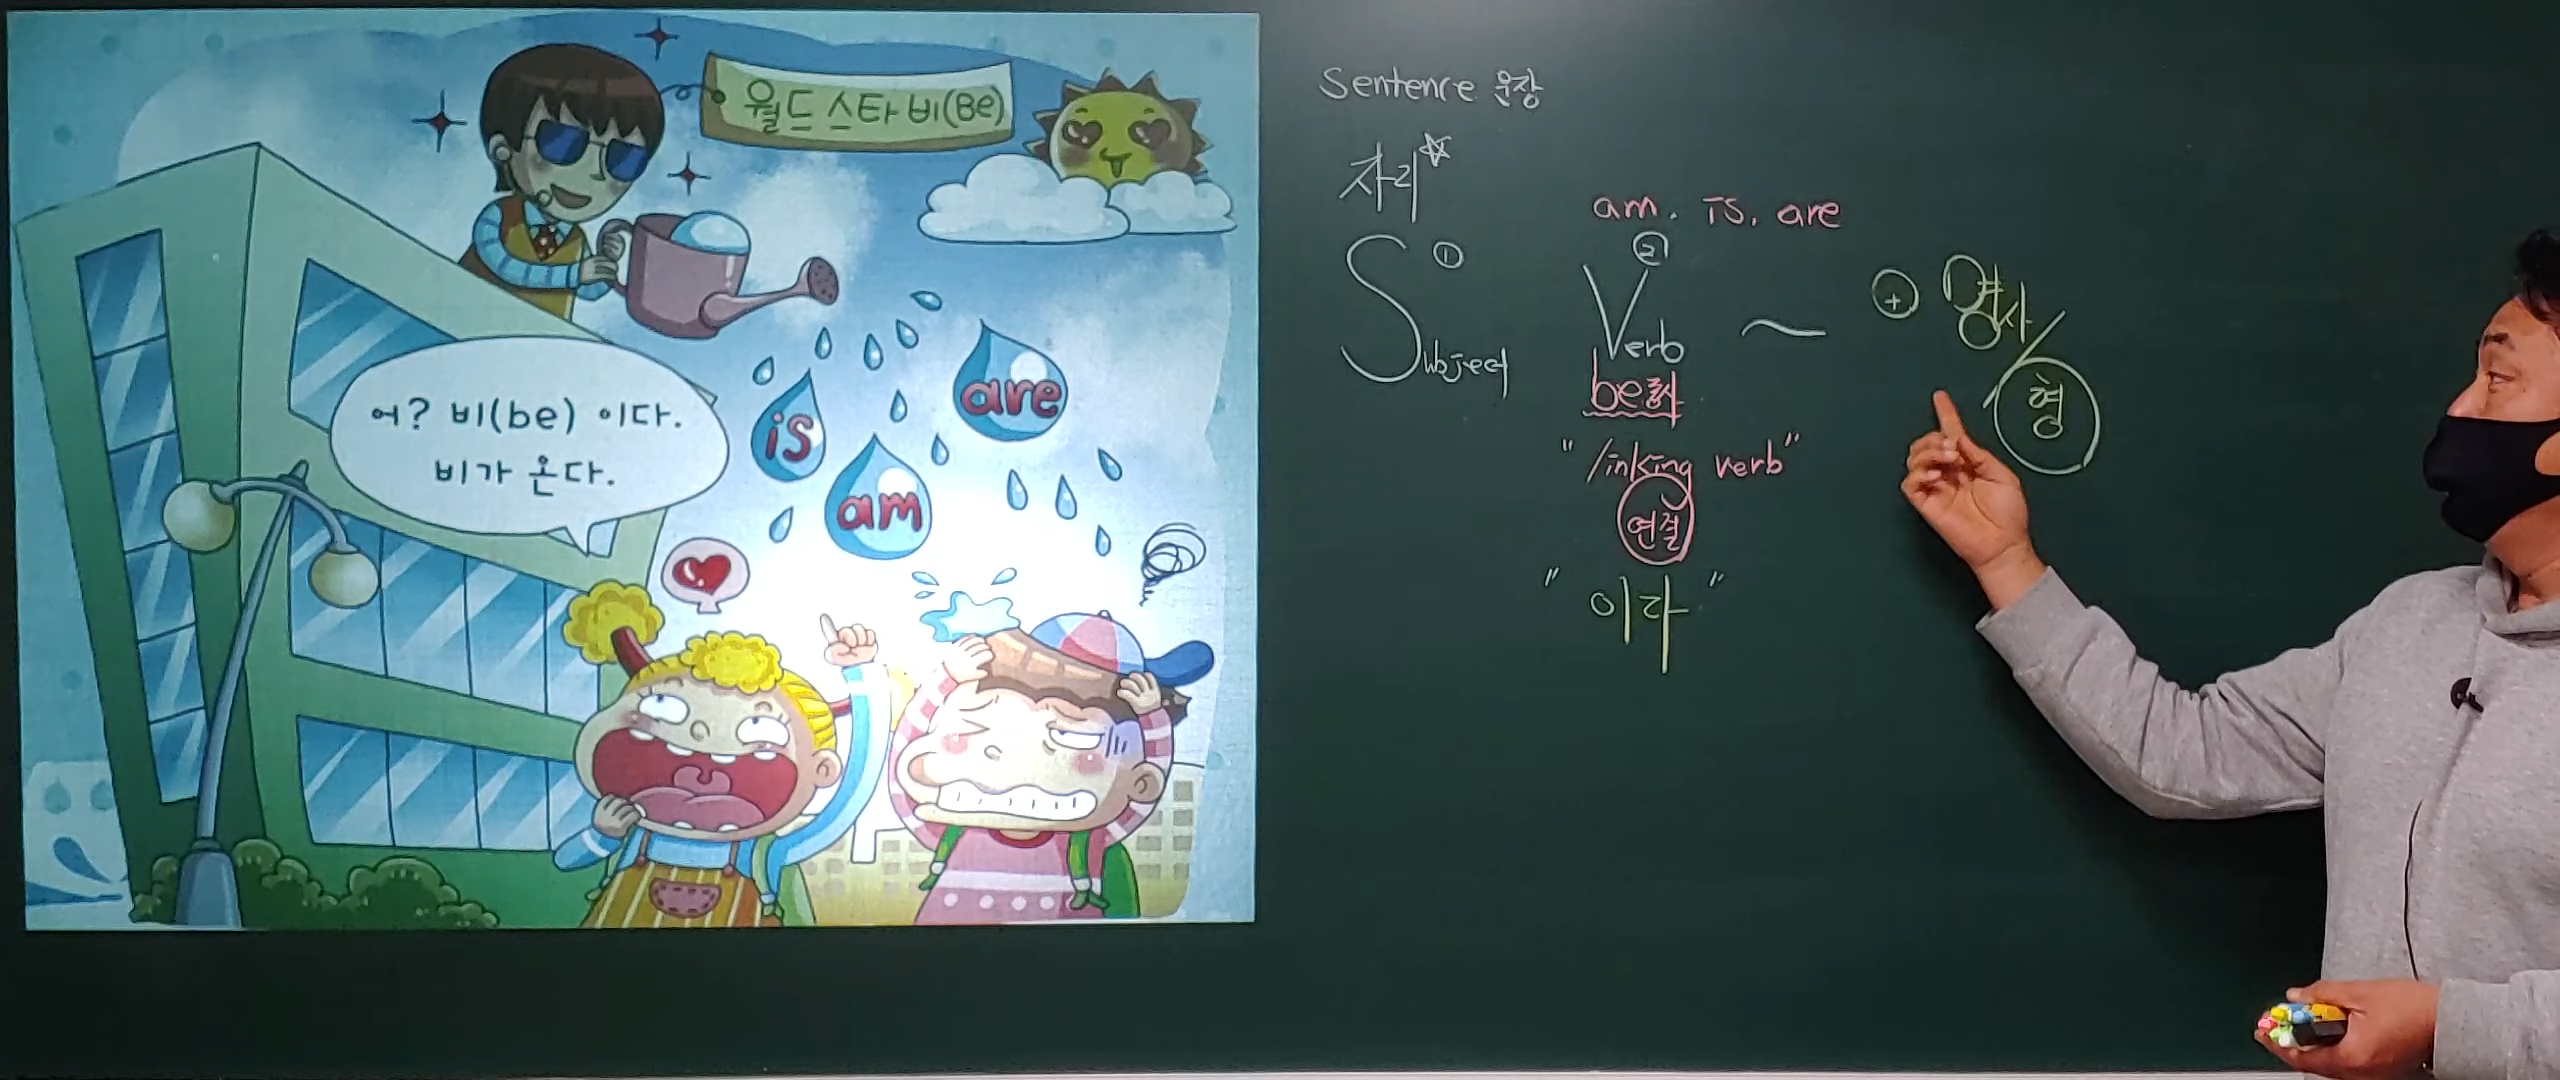 월드 스타 비(Be)
어? 비(be) 이다.
비가 온다.
is
are
am
Sentence 문장
자리☆
am. is. are
① ②
Subject Verb ~ ⊕ 명사/
be동사 형
"linking verb"
연결
"이다"